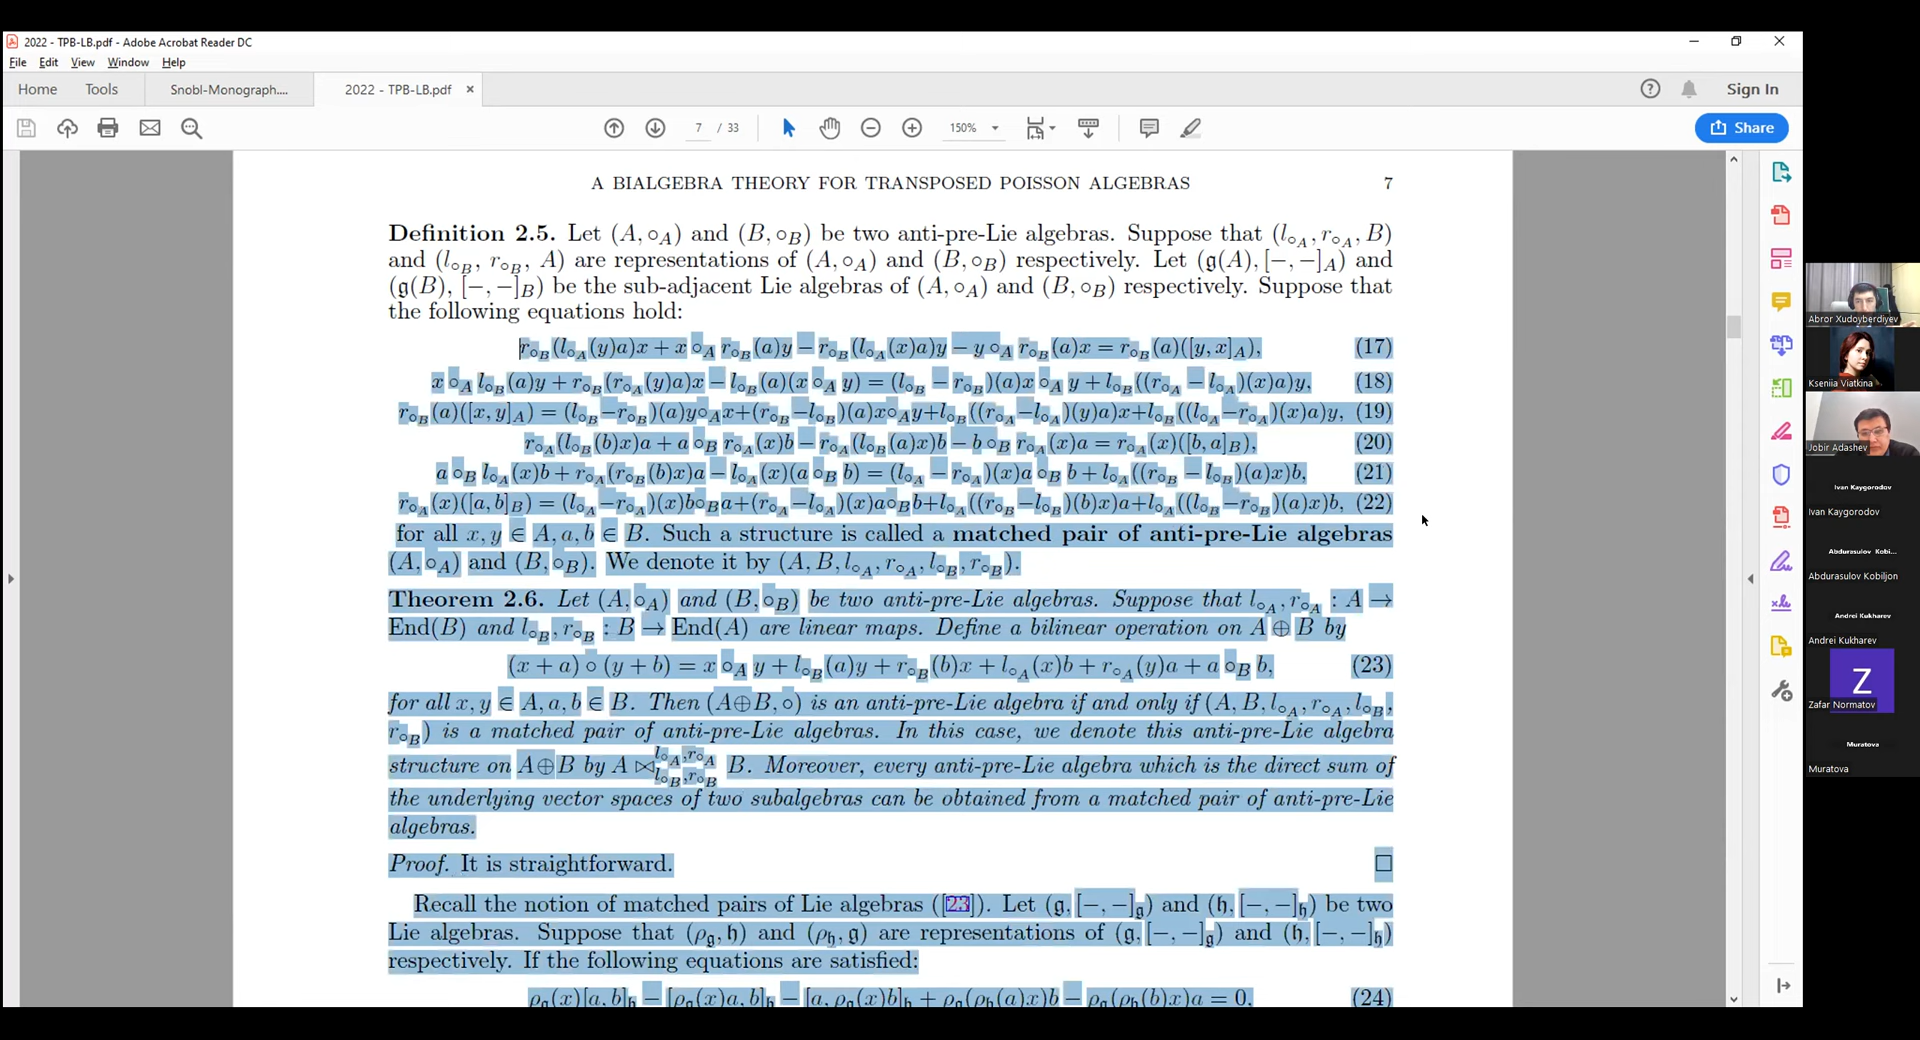 2022 - TPB-LB.pdf - Adobe Acrobat Reader DC
File Edit View Window Help
Home Tools Snobl-Monograph.... 2022 - TPB-LB.pdf × Sign In
7 / 33 150% Share
A BIALGEBRA THEORY FOR TRANSPOSED POISSON ALGEBRAS 7
Definition 2.5. Let (A, ∘_A) and (B, ∘_B) be two anti-pre-Lie algebras. Suppose that (l_{∘_A}, r_{∘_A}, B)
and (l_{∘_B}, r_{∘_B}, A) are representations of (A, ∘_A) and (B, ∘_B) respectively. Let (𝔤(A), [−, −]_A) and
(𝔤(B), [−, −]_B) be the sub-adjacent Lie algebras of (A, ∘_A) and (B, ∘_B) respectively. Suppose that
the following equations hold:
r_{∘_B}(l_{∘_A}(y)a)x + x ∘_A r_{∘_B}(a)y − r_{∘_B}(l_{∘_A}(x)a)y − y ∘_A r_{∘_B}(a)x = r_{∘_B}(a)([y, x]_A), (17)
x ∘_A l_{∘_B}(a)y + r_{∘_B}(r_{∘_A}(y)a)x − l_{∘_B}(a)(x ∘_A y) = (l_{∘_B} − r_{∘_B})(a)x ∘_A y + l_{∘_B}((r_{∘_A} − l_{∘_A})(x)a)y, (18)
r_{∘_B}(a)([x, y]_A) = (l_{∘_B}−r_{∘_B})(a)y∘_A x+(r_{∘_B}−l_{∘_B})(a)x∘_A y+l_{∘_B}((r_{∘_A}−l_{∘_A})(y)a)x+l_{∘_B}((l_{∘_A}−r_{∘_A})(x)a)y, (19)
r_{∘_A}(l_{∘_B}(b)x)a + a ∘_B r_{∘_A}(x)b − r_{∘_A}(l_{∘_B}(a)x)b − b ∘_B r_{∘_A}(x)a = r_{∘_A}(x)([b, a]_B), (20)
a ∘_B l_{∘_A}(x)b + r_{∘_A}(r_{∘_B}(b)x)a − l_{∘_A}(x)(a ∘_B b) = (l_{∘_A} − r_{∘_A})(x)a ∘_B b + l_{∘_A}((r_{∘_B} − l_{∘_B})(a)x)b, (21)
r_{∘_A}(x)([a, b]_B) = (l_{∘_A}−r_{∘_A})(x)b∘_B a+(r_{∘_A}−l_{∘_A})(x)a∘_B b+l_{∘_A}((r_{∘_B}−l_{∘_B})(b)x)a+l_{∘_A}((l_{∘_B}−r_{∘_B})(a)x)b, (22)
for all x, y ∈ A, a, b ∈ B. Such a structure is called a matched pair of anti-pre-Lie algebras
(A, ∘_A) and (B, ∘_B). We denote it by (A, B, l_{∘_A}, r_{∘_A}, l_{∘_B}, r_{∘_B}).
Theorem 2.6. Let (A, ∘_A) and (B, ∘_B) be two anti-pre-Lie algebras. Suppose that l_{∘_A}, r_{∘_A} : A →
End(B) and l_{∘_B}, r_{∘_B} : B → End(A) are linear maps. Define a bilinear operation on A ⊕ B by
(x + a) ∘ (y + b) = x ∘_A y + l_{∘_B}(a)y + r_{∘_B}(b)x + l_{∘_A}(x)b + r_{∘_A}(y)a + a ∘_B b, (23)
for all x, y ∈ A, a, b ∈ B. Then (A⊕B, ∘) is an anti-pre-Lie algebra if and only if (A, B, l_{∘_A}, r_{∘_A}, l_{∘_B},
r_{∘_B}) is a matched pair of anti-pre-Lie algebras. In this case, we denote this anti-pre-Lie algebra
structure on A⊕B by A ⋈^{l_{∘_A}, r_{∘_A}}_{l_{∘_B}, r_{∘_B}} B. Moreover, every anti-pre-Lie algebra which is the direct sum of
the underlying vector spaces of two subalgebras can be obtained from a matched pair of anti-pre-Lie
algebras.
Proof. It is straightforward. □
Recall the notion of matched pairs of Lie algebras ([23]). Let (𝔤, [−, −]_𝔤) and (𝔥, [−, −]_𝔥) be two
Lie algebras. Suppose that (ρ_𝔤, 𝔥) and (ρ_𝔥, 𝔤) are representations of (𝔤, [−, −]_𝔤) and (𝔥, [−, −]_𝔥)
respectively. If the following equations are satisfied:
ρ_𝔤(x)[a, b]_𝔥 − [ρ_𝔤(x)a, b]_𝔥 − [a, ρ_𝔤(x)b]_𝔥 + ρ_𝔤(ρ_𝔥(a)x)b − ρ_𝔤(ρ_𝔥(b)x)a = 0, (24)
Abror Xudoyberdiyev
Kseniia Viatkina
Jobir Adashev
Ivan Kaygorodov
Ivan Kaygorodov
Abdurasulov Kobi...
Abdurasulov Kobiljon
Andrei Kukharev
Andrei Kukharev
Z
Zafar Normatov
Muratova
Muratova